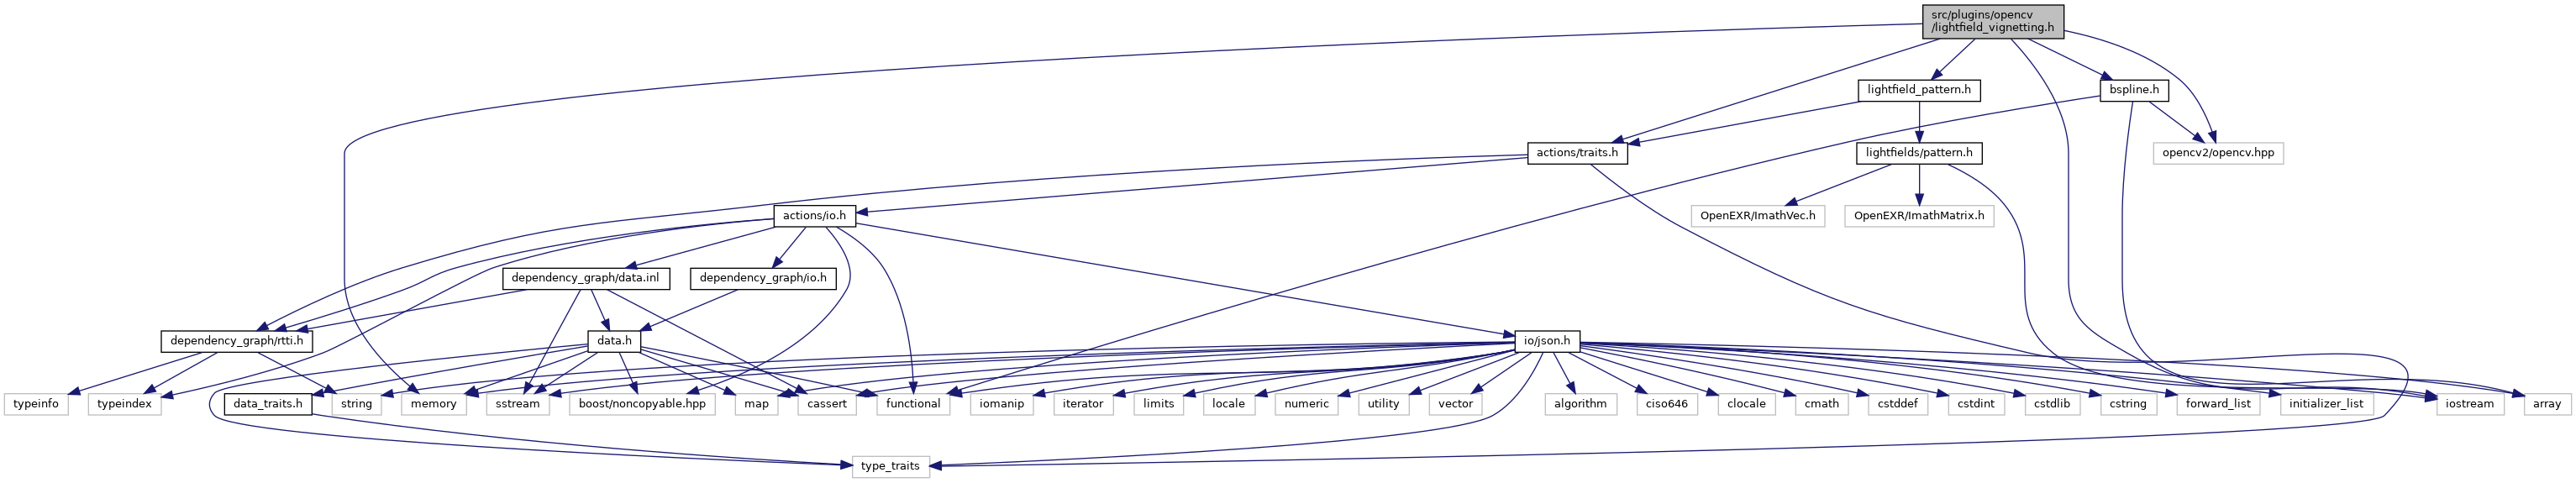 src/plugins/opencv
/lightfield_vignetting.h
lightfield_pattern.h
bspline.h
actions/traits.h
lightfields/pattern.h
opencv2/opencv.hpp
actions/io.h
OpenEXR/ImathVec.h
OpenEXR/ImathMatrix.h
dependency_graph/data.inl
dependency_graph/io.h
dependency_graph/rtti.h
data.h
io/json.h
typeinfo
typeindex
data_traits.h
string
memory
sstream
boost/noncopyable.hpp
map
cassert
functional
iomanip
iterator
limits
locale
numeric
utility
vector
algorithm
ciso646
clocale
cmath
cstddef
cstdint
cstdlib
cstring
forward_list
initializer_list
iostream
array
type_traits